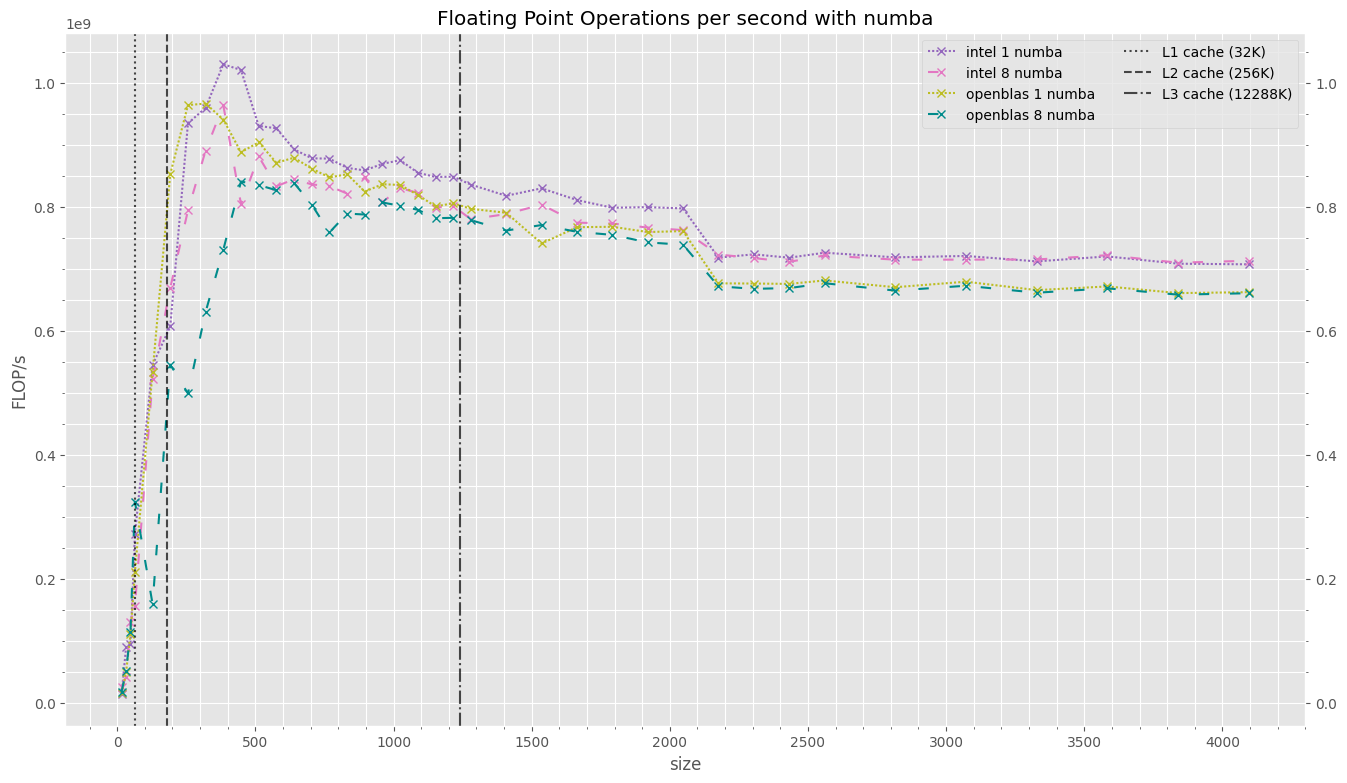 Floating Point Operations per second with numba
1e9
intel 1 numba
intel 8 numba
openblas 1 numba
openblas 8 numba
L1 cache (32K)
L2 cache (256K)
L3 cache (12288K)
1.0
0.8
0.6
0.4
0.2
0.0
FLOP/s
1.0
0.8
0.6
0.4
0.2
0.0
0 500 1000 1500 2000 2500 3000 3500 4000
size